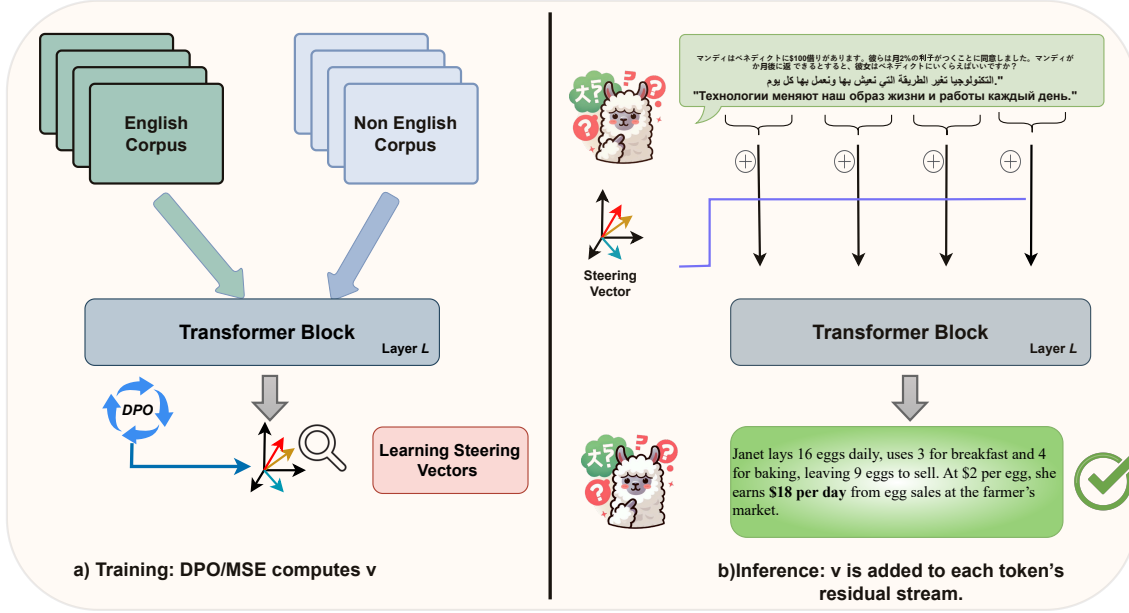 English
Corpus
Non English
Corpus
Transformer Block
Layer L
DPO
Learning Steering
Vectors
a) Training: DPO/MSE computes v
マンディはベネディクトに$100借りがあります。彼らは月2%の利子がつくことに同意しました。マンディが
か月後に返 できるとすると、彼女はベネディクトにいくらえばいいですか？
"التكنولوجيا تغير الطريقة التي نعيش بها ونعمل بها كل يوم.
"Технологии меняют наш образ жизни и работы каждый день."
大?
?
?
?
+
+
+
+
Steering
Vector
Transformer Block
Layer L
大?
?
?
?
Janet lays 16 eggs daily, uses 3 for breakfast and 4
for baking, leaving 9 eggs to sell. At $2 per egg, she
earns $18 per day from egg sales at the farmer's
market.
b)Inference: v is added to each token's
residual stream.